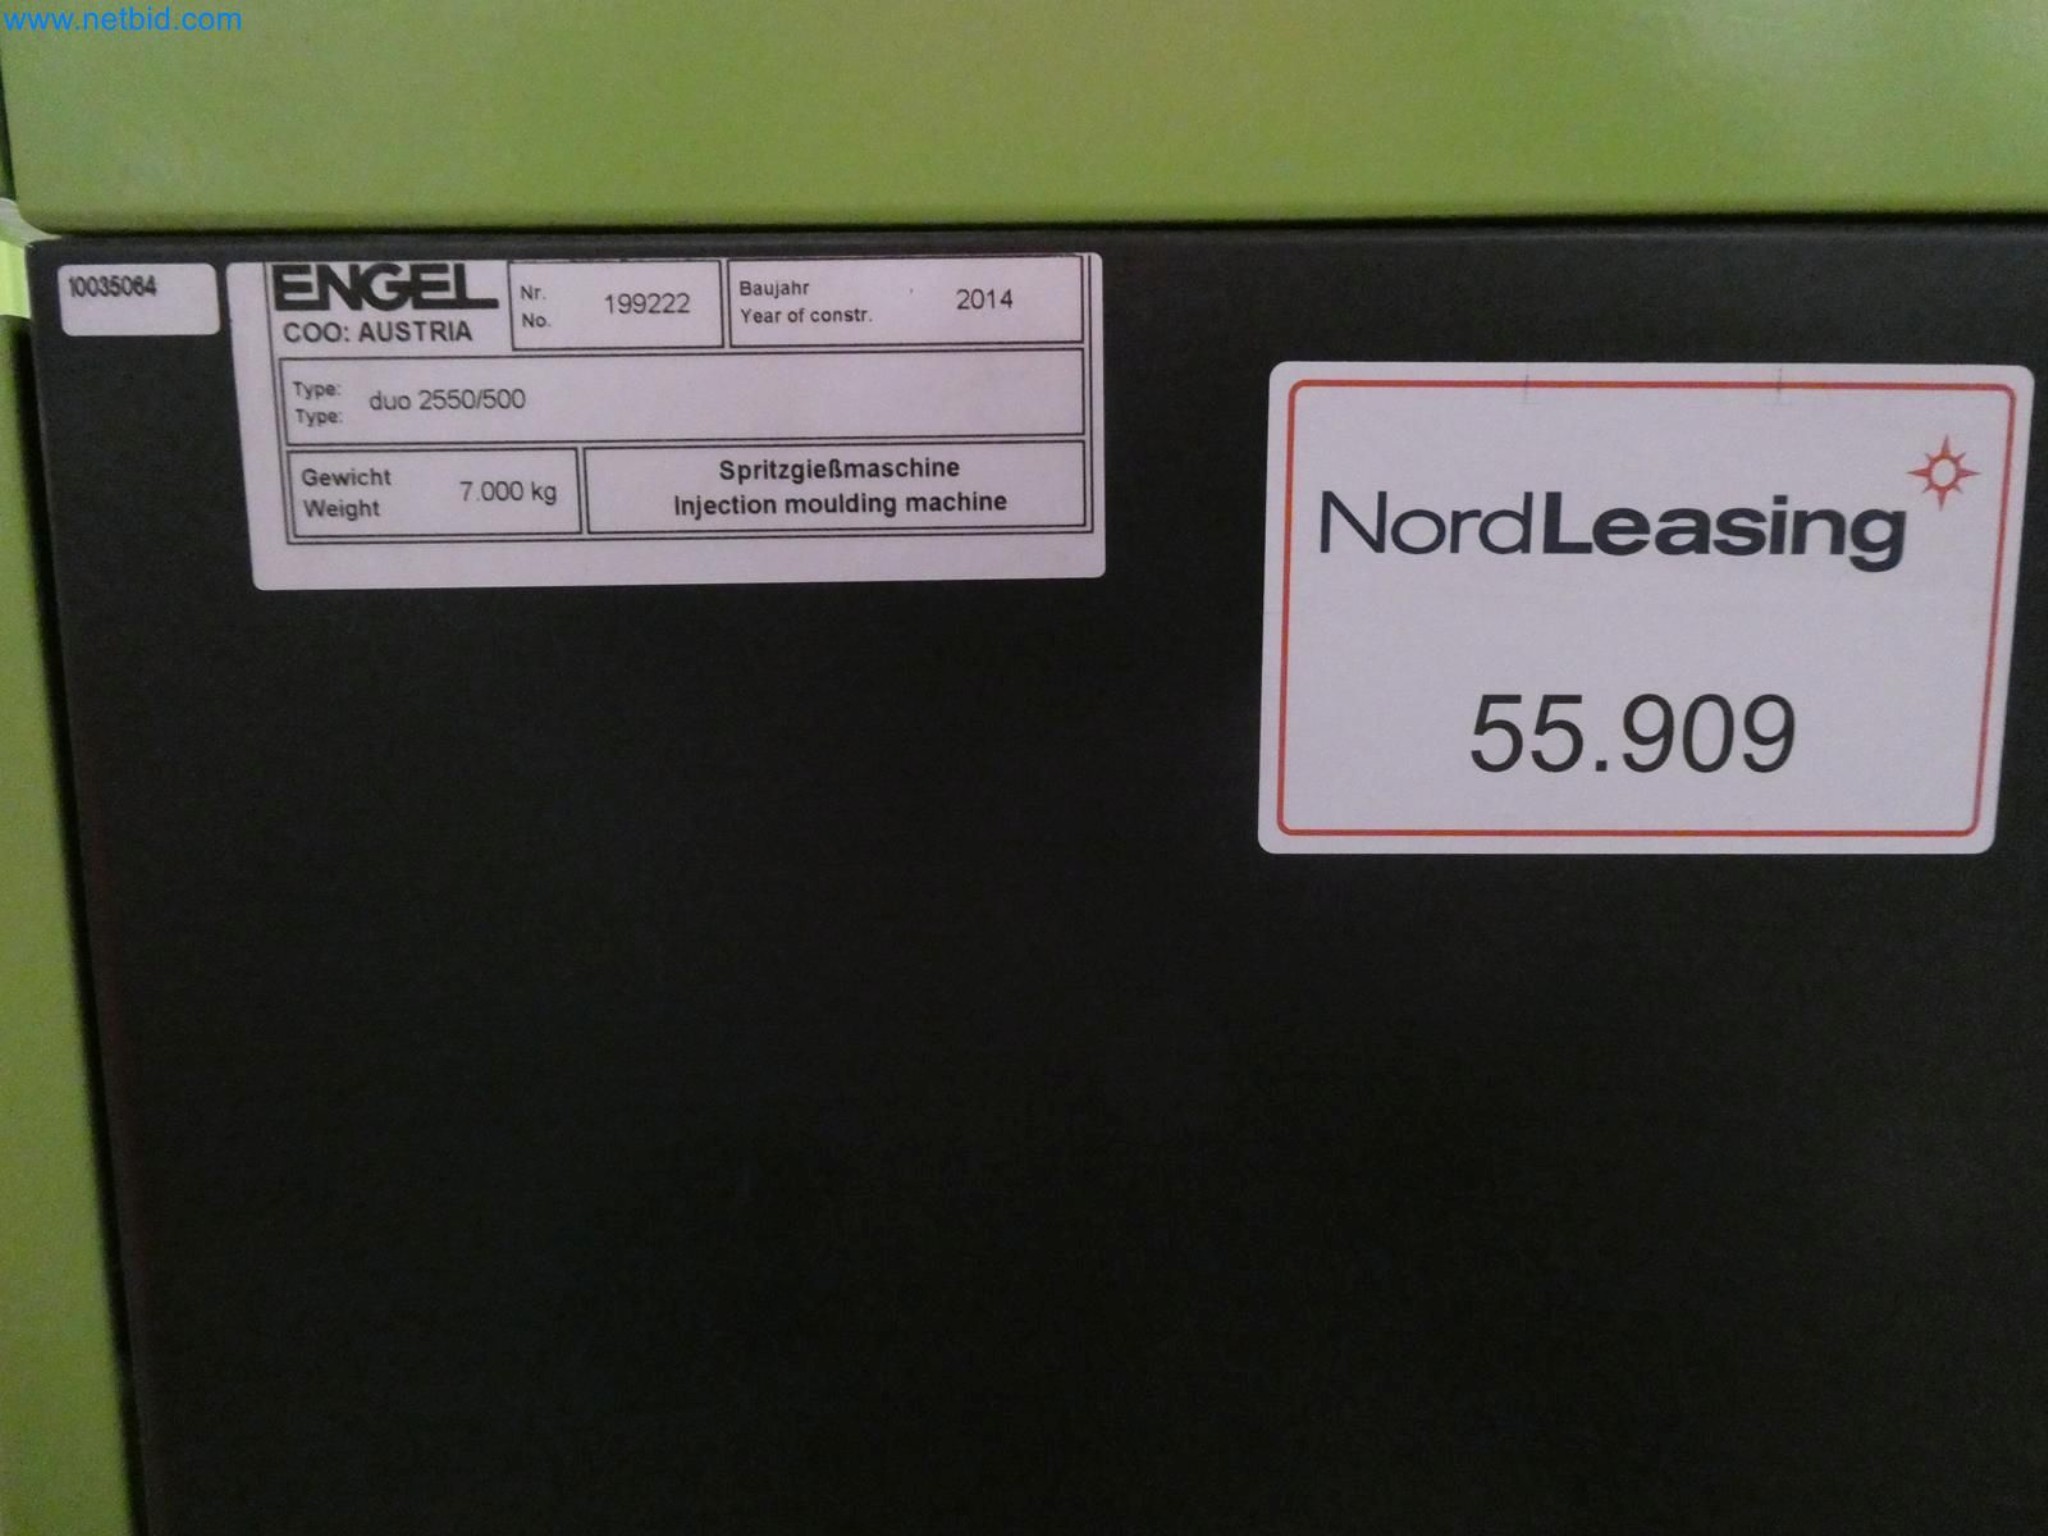 www.netbid.com
10035064
ENGEL
COO: AUSTRIA
Nr.
No.
199222
Baujahr
Year of constr.
2014
Type:
Type:
duo 2550/500
Gewicht
Weight
7.000 kg
Spritzgießmaschine
Injection moulding machine
NordLeasing
55.909